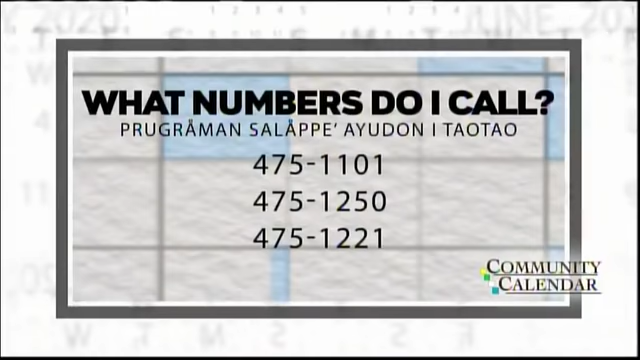 WHAT NUMBERS DO I CALL?
PRUGRÅMAN SALÅPPE' AYUDON I TAOTAO
475-1101
475-1250
475-1221
COMMUNITY
CALENDAR